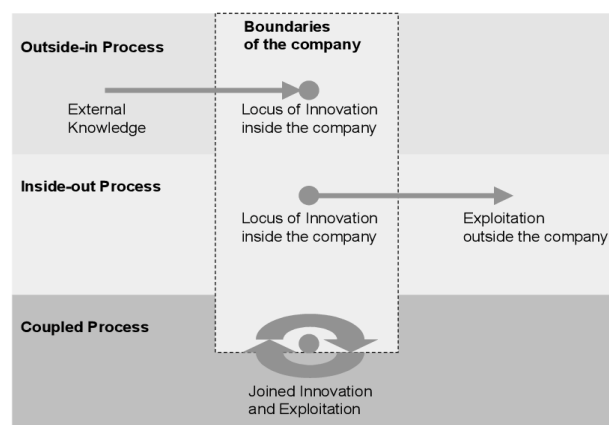 Boundaries
of the company
Outside-in Process
External
Knowledge
Locus of Innovation
inside the company
Inside-out Process
Locus of Innovation
inside the company
Exploitation
outside the company
Coupled Process
Joined Innovation
and Exploitation